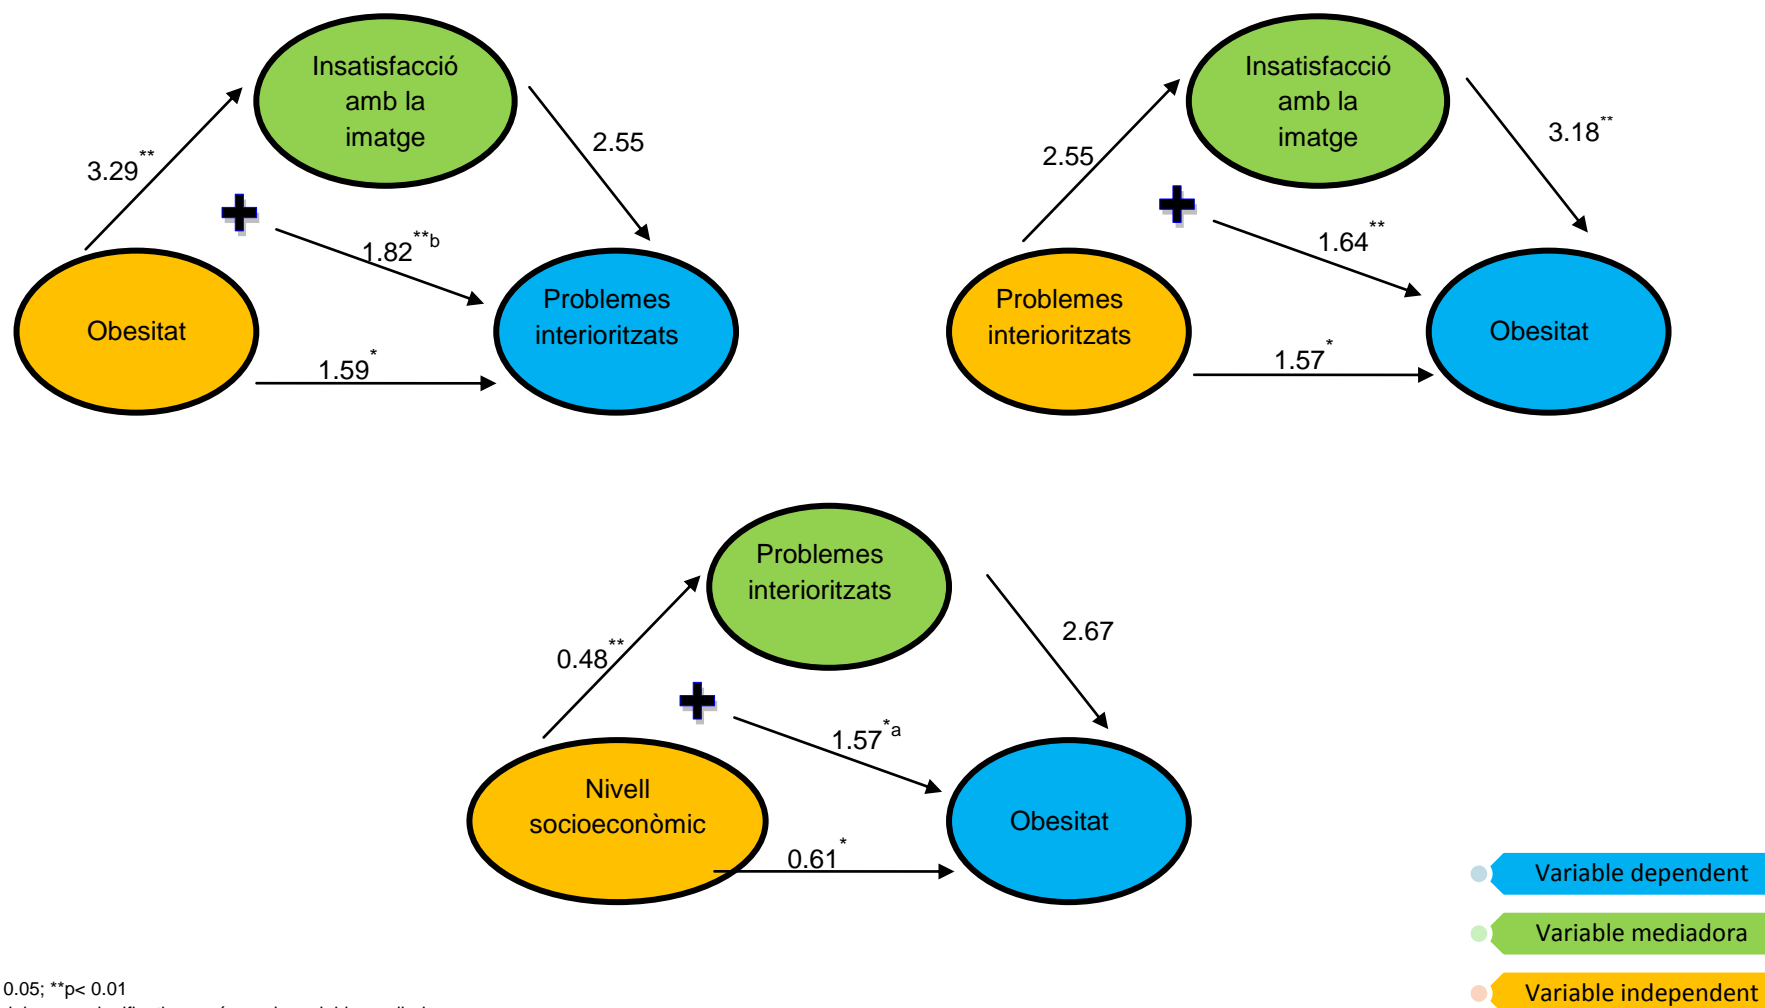 Insatisfacció
amb la
imatge
3.29**
2.55
1.82**b
Obesitat
Problemes
interioritzats
1.59*
Insatisfacció
amb la
imatge
2.55
3.18**
1.64**
Problemes
interioritzats
Obesitat
1.57*
Problemes
interioritzats
0.48**
2.67
1.57*a
Nivell
socioeconòmic
Obesitat
0.61*
Variable dependent
Variable mediadora
Variable independent
0.05; **p< 0.01